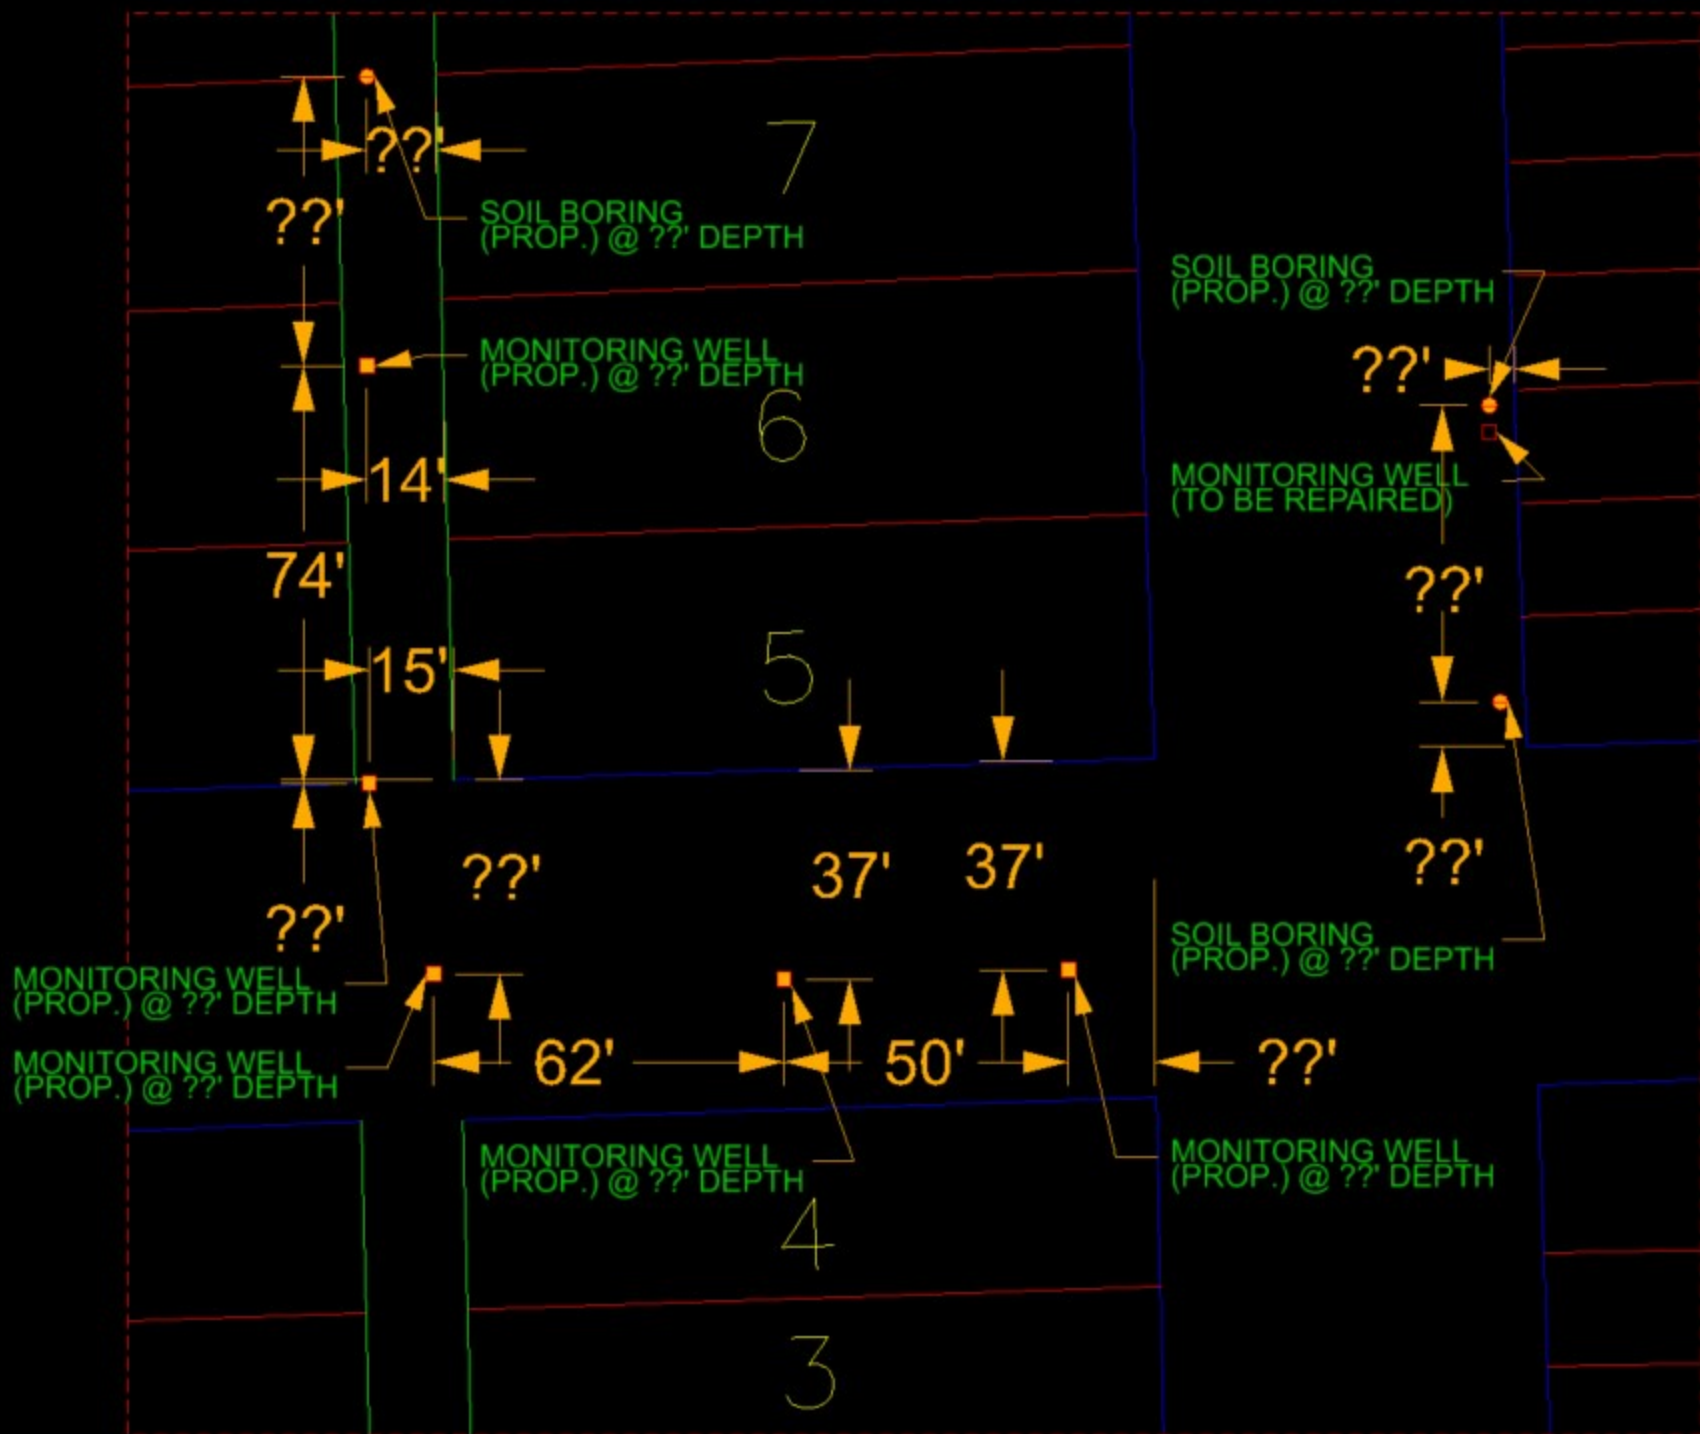 7
??'
??'
SOIL BORING
(PROP.) @ ??' DEPTH
SOIL BORING
(PROP.) @ ??' DEPTH
MONITORING WELL
(PROP.) @ ??' DEPTH
??'
6
14'
MONITORING WELL
(TO BE REPAIRED)
74'
??'
15'
5
??'
37'
37'
??'
??'
SOIL BORING
(PROP.) @ ??' DEPTH
MONITORING WELL
(PROP.) @ ??' DEPTH
MONITORING WELL
(PROP.) @ ??' DEPTH
62'
50'
??'
MONITORING WELL
(PROP.) @ ??' DEPTH
MONITORING WELL
(PROP.) @ ??' DEPTH
4
3